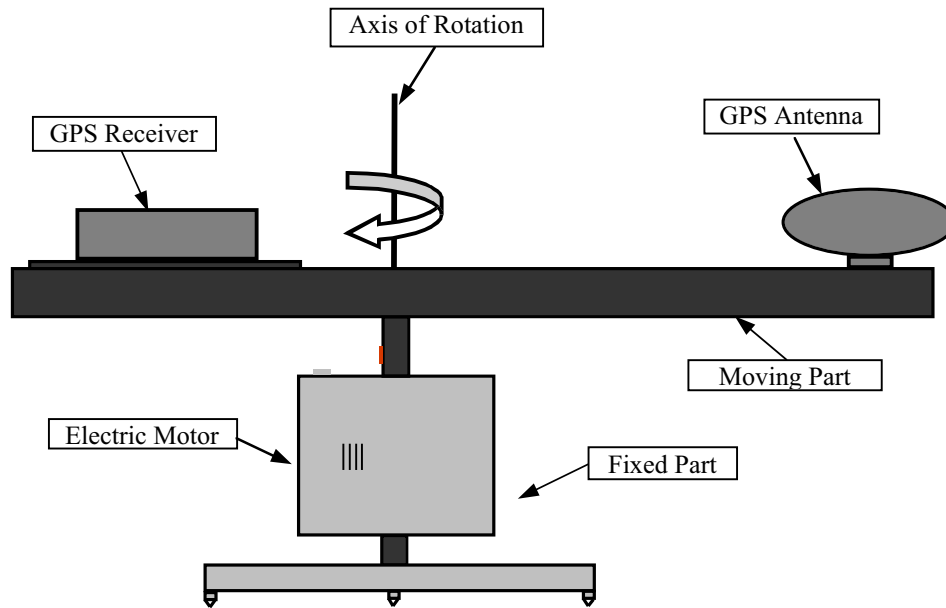 Axis of Rotation
GPS Antenna
GPS Receiver
Moving Part
Electric Motor
Fixed Part